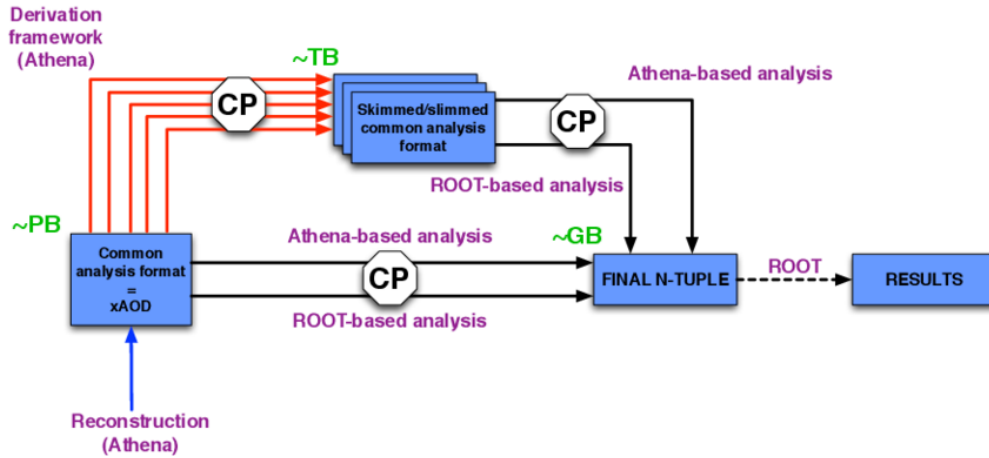 Derivation
framework
(Athena)
~TB
CP
Skimmed/slimmed
common analysis
format
CP
Athena-based analysis
ROOT-based analysis
~PB
Common
analysis format
=
xAOD
Athena-based analysis
CP
ROOT-based analysis
~GB
FINAL N-TUPLE
ROOT
RESULTS
Reconstruction
(Athena)